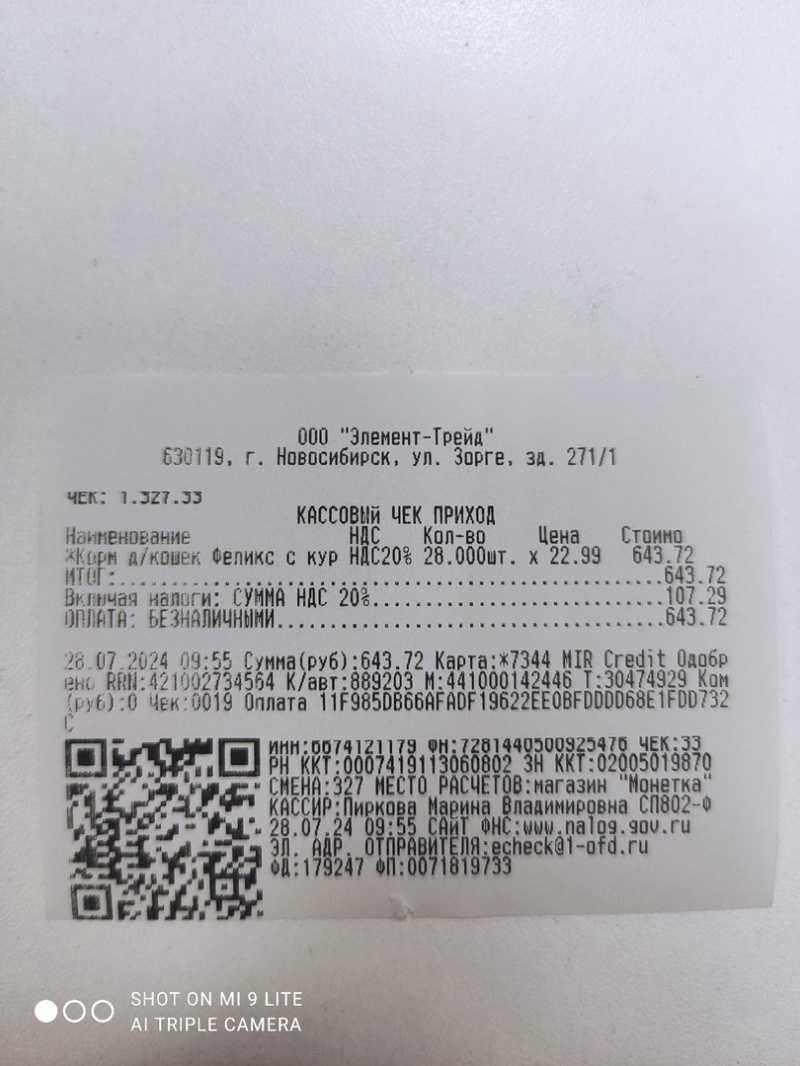 ООО "Элемент-Трейд"
630119, г. Новосибирск, ул. Зорге, зд. 271/1
ЧЕК: 1.327.33
КАССОВЫЙ ЧЕК ПРИХОД
Наименование НДС Кол-во Цена Стоимо
*Корм д/кошек Феликс с кур НДС20% 28.000шт. х 22.99 643.72
ИТОГ:..................................................643.72
Включая налоги: СУММА НДС 20%............................107.29
ОПЛАТА: БЕЗНАЛИЧНЫМИ.....................................643.72
28.07.2024 09:55 Сумма(руб):643.72 Карта:*7344 MIR Credit Одобр
ено RRN:421002734564 К/авт:889203 М:441000142446 Т:30474929 Ком
(руб):0 Чек:0019 Оплата 11F985DB66AFADF19622EE0BFDDDD68E1FDD732
C
ИНН:6674121179 ФН:7281440500925476 ЧЕК:33
РН ККТ:0007419113060802 ЗН ККТ:02005019870
СМЕНА:327 МЕСТО РАСЧЕТОВ:магазин "Монетка"
КАССИР:Пиркова Марина Владимировна СП802-Ф
28.07.24 09:55 САЙТ ФНС:www.nalog.gov.ru
ЭЛ. АДР. ОТПРАВИТЕЛЯ:echeck@1-ofd.ru
ФД:179247 ФП:0071819733
SHOT ON MI 9 LITE
AI TRIPLE CAMERA